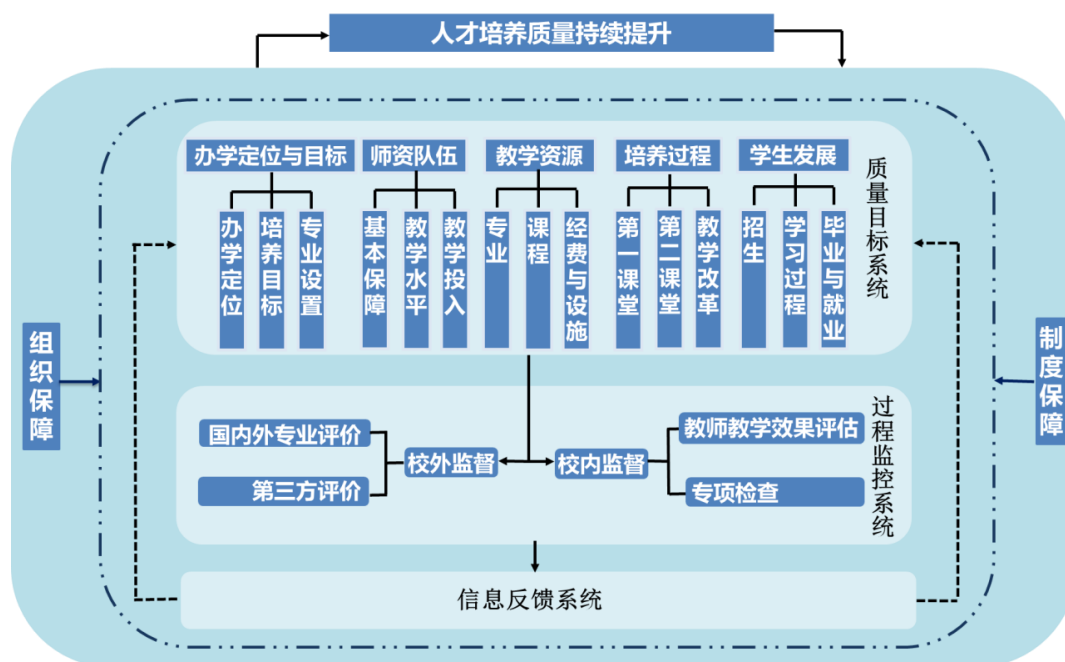 人才培养质量持续提升
办学定位与目标
师资队伍
教学资源
培养过程
学生发展
办学定位
培养目标
专业设置
基本保障
教学水平
教学投入
专业
课程
经费与设施
第一课堂
第二课堂
教学改革
招生
学习过程
毕业与就业
质量目标系统
组织保障
制度保障
国内外专业评价
第三方评价
校外监督
校内监督
教师教学效果评估
专项检查
过程监控系统
信息反馈系统